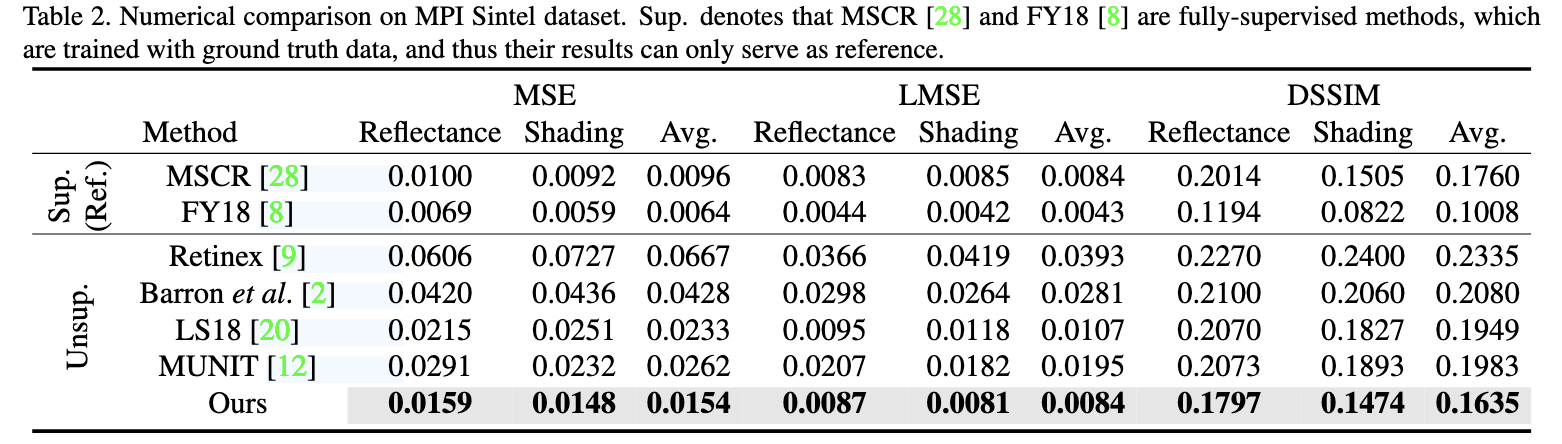 Table 2. Numerical comparison on MPI Sintel dataset. Sup. denotes that MSCR [28] and FY18 [8] are fully-supervised methods, which
are trained with ground truth data, and thus their results can only serve as reference.
MSE LMSE DSSIM
Method Reflectance Shading Avg. Reflectance Shading Avg. Reflectance Shading Avg.
Sup.
(Ref.)
MSCR [28] 0.0100 0.0092 0.0096 0.0083 0.0085 0.0084 0.2014 0.1505 0.1760
FY18 [8] 0.0069 0.0059 0.0064 0.0044 0.0042 0.0043 0.1194 0.0822 0.1008
Unsup.
Retinex [9] 0.0606 0.0727 0.0667 0.0366 0.0419 0.0393 0.2270 0.2400 0.2335
Barron et al. [2] 0.0420 0.0436 0.0428 0.0298 0.0264 0.0281 0.2100 0.2060 0.2080
LS18 [20] 0.0215 0.0251 0.0233 0.0095 0.0118 0.0107 0.2070 0.1827 0.1949
MUNIT [12] 0.0291 0.0232 0.0262 0.0207 0.0182 0.0195 0.2073 0.1893 0.1983
Ours 0.0159 0.0148 0.0154 0.0087 0.0081 0.0084 0.1797 0.1474 0.1635